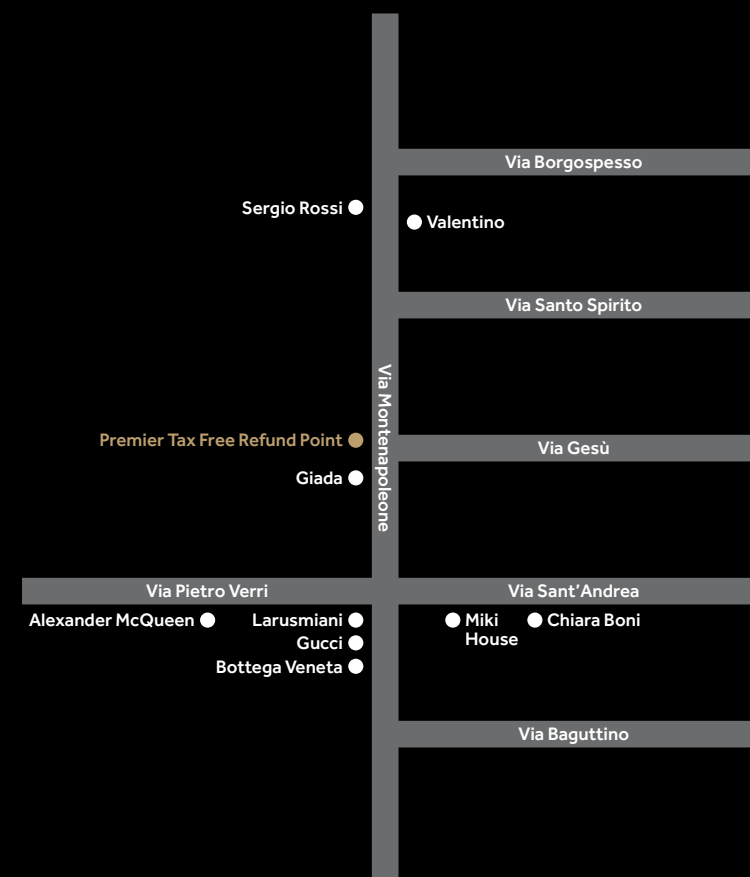 Via Borgospesso
Sergio Rossi
Valentino
Via Santo Spirito
Via Montenapoleone
Premier Tax Free Refund Point
Via Gesù
Giada
Via Pietro Verri
Via Sant’Andrea
Alexander McQueen
Larusmiani
Miki
House
Chiara Boni
Gucci
Bottega Veneta
Via Baguttino